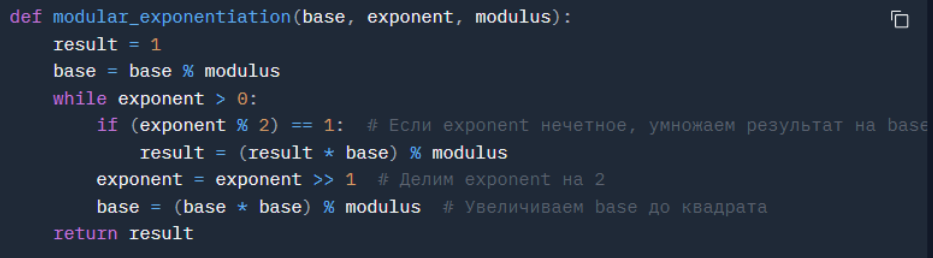 def modular_exponentiation(base, exponent, modulus):
    result = 1
    base = base % modulus
    while exponent > 0:
        if (exponent % 2) == 1:  # Если exponent нечетное, умножаем результат на base
            result = (result * base) % modulus
        exponent = exponent >> 1  # Делим exponent на 2
        base = (base * base) % modulus  # Увеличиваем base до квадрата
    return result